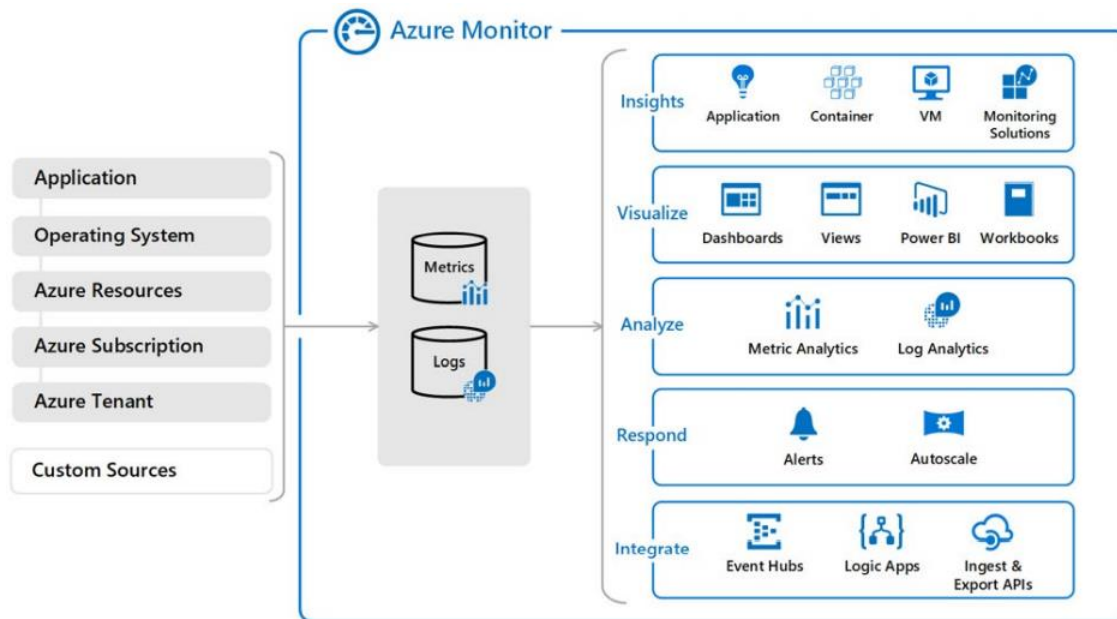 Azure Monitor
Application
Operating System
Azure Resources
Azure Subscription
Azure Tenant
Custom Sources
Metrics
Logs
Insights
Application
Container
VM
Monitoring
Solutions
Visualize
Dashboards
Views
Power BI
Workbooks
Analyze
Metric Analytics
Log Analytics
Respond
Alerts
Autoscale
Integrate
Event Hubs
Logic Apps
Ingest &
Export APIs